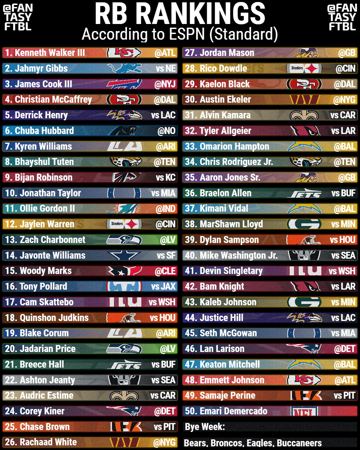 @FAN
TASY
FTBL
RB RANKINGS
According to ESPN (Standard)
@FAN
TASY
FTBL
1. Kenneth Walker III @ATL
2. Jahmyr Gibbs vs NE
3. James Cook III @NYJ
4. Christian McCaffrey @DAL
5. Derrick Henry vs LAC
6. Chuba Hubbard @NO
7. Kyren Williams @ARI
8. Bhayshul Tuten @TEN
9. Bijan Robinson vs KC
10. Jonathan Taylor vs MIA
11. Ollie Gordon II @IND
12. Jaylen Warren @CIN
13. Zach Charbonnet @LV
14. Javonte Williams vs SF
15. Woody Marks @CLE
16. Tony Pollard vs JAX
17. Cam Skattebo vs WSH
18. Quinshon Judkins vs HOU
19. Blake Corum @ARI
20. Jadarian Price @LV
21. Breece Hall vs BUF
22. Ashton Jeanty vs SEA
23. Audric Estime vs CAR
24. Corey Kiner @DET
25. Chase Brown vs PIT
26. Rachaad White @NYG
27. Jordan Mason @GB
28. Rico Dowdle @CIN
29. Kaelon Black @DAL
30. Austin Ekeler @NYG
31. Alvin Kamara vs CAR
32. Tyler Allgeier vs LAR
33. Omarion Hampton @BAL
34. Chris Rodriguez Jr. @TEN
35. Aaron Jones Sr. @GB
36. Braelon Allen vs BUF
37. Kimani Vidal @BAL
38. MarShawn Lloyd vs MIN
39. Dylan Sampson vs HOU
40. Mike Washington Jr. vs SEA
41. Devin Singletary vs WSH
42. Bam Knight vs LAR
43. Kaleb Johnson vs MIN
44. Justice Hill vs LAC
45. Seth McGowan vs MIA
46. Lan Larison @DET
47. Keaton Mitchell @BAL
48. Emmett Johnson @ATL
49. Samaje Perine vs PIT
50. Emari Demercado
Bye Week:
Bears, Broncos, Eagles, Buccaneers